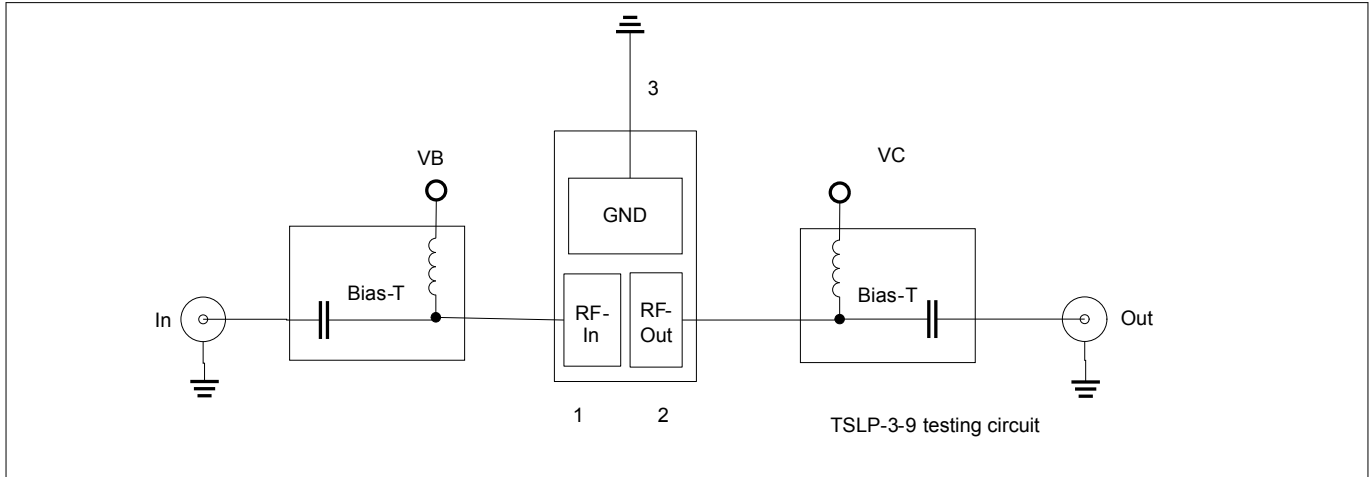 3
VB
VC
GND
Bias-T
Bias-T
In
RF-
In
RF-
Out
Out
1
2
TSLP-3-9 testing circuit